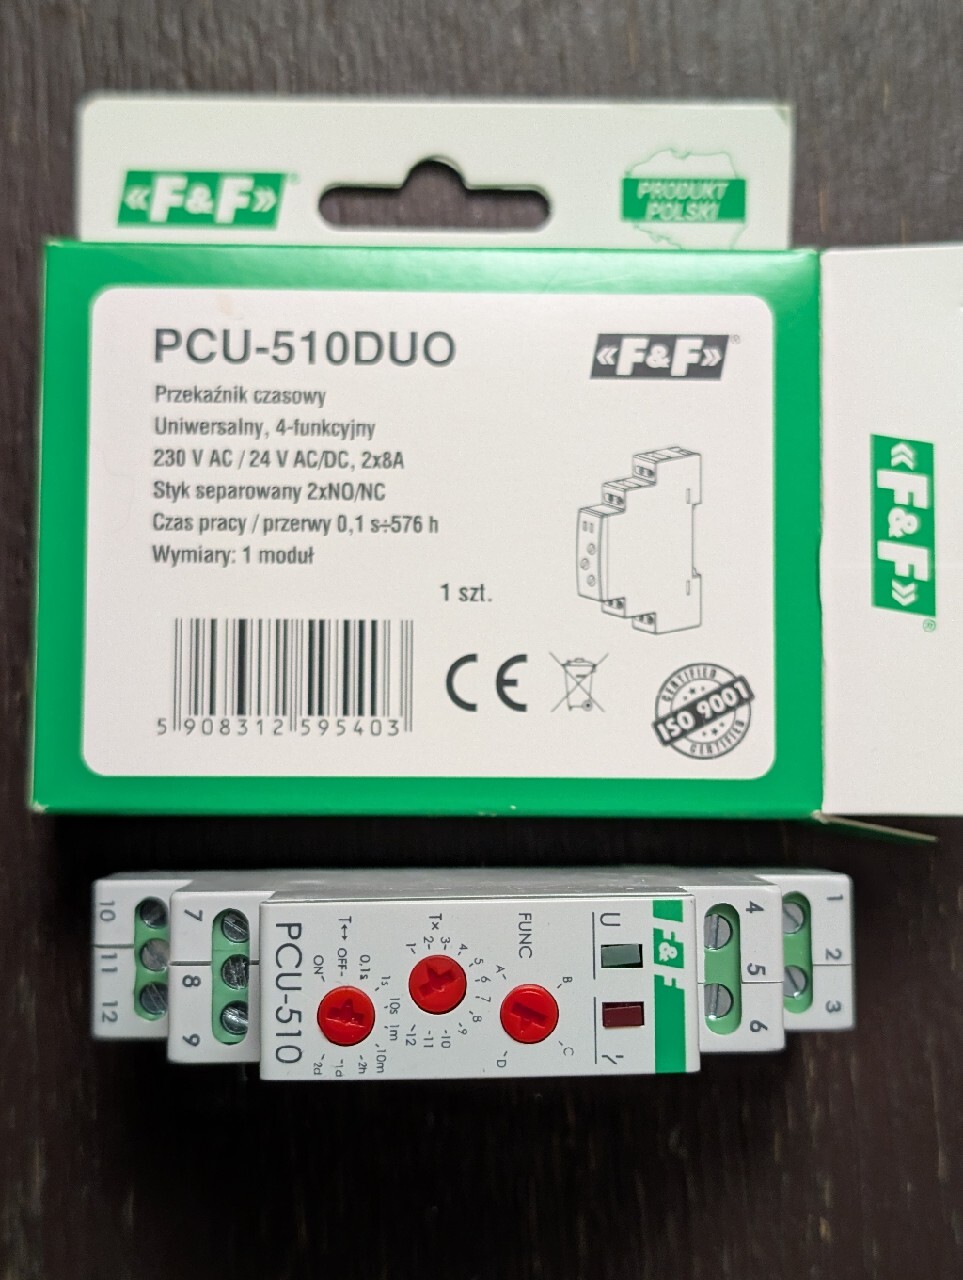 «F&F»®
PRODUKT
POLSKI
PCU-510DUO
«F&F»®
Przekaźnik czasowy
Uniwersalny, 4-funkcyjny
230 V AC / 24 V AC/DC, 2x8A
Styk separowany 2xNO/NC
Czas pracy / przerwy 0,1 s÷576 h
Wymiary: 1 moduł
1 szt.
5 908312 595403
CE
CERTIFIED
ISO 9001
CERTIFIED
«F&F»®
10 11 12
7 8 9
PCU-510
T↔ OFF- ON-
0,1s 1s 10s 1m 10m 2h 1d 2d
Tx
1 2 3 4 5 6 7 8 9 10 11 12
FUNC
A B C D
U
F&F
4 5 6
1 2 3